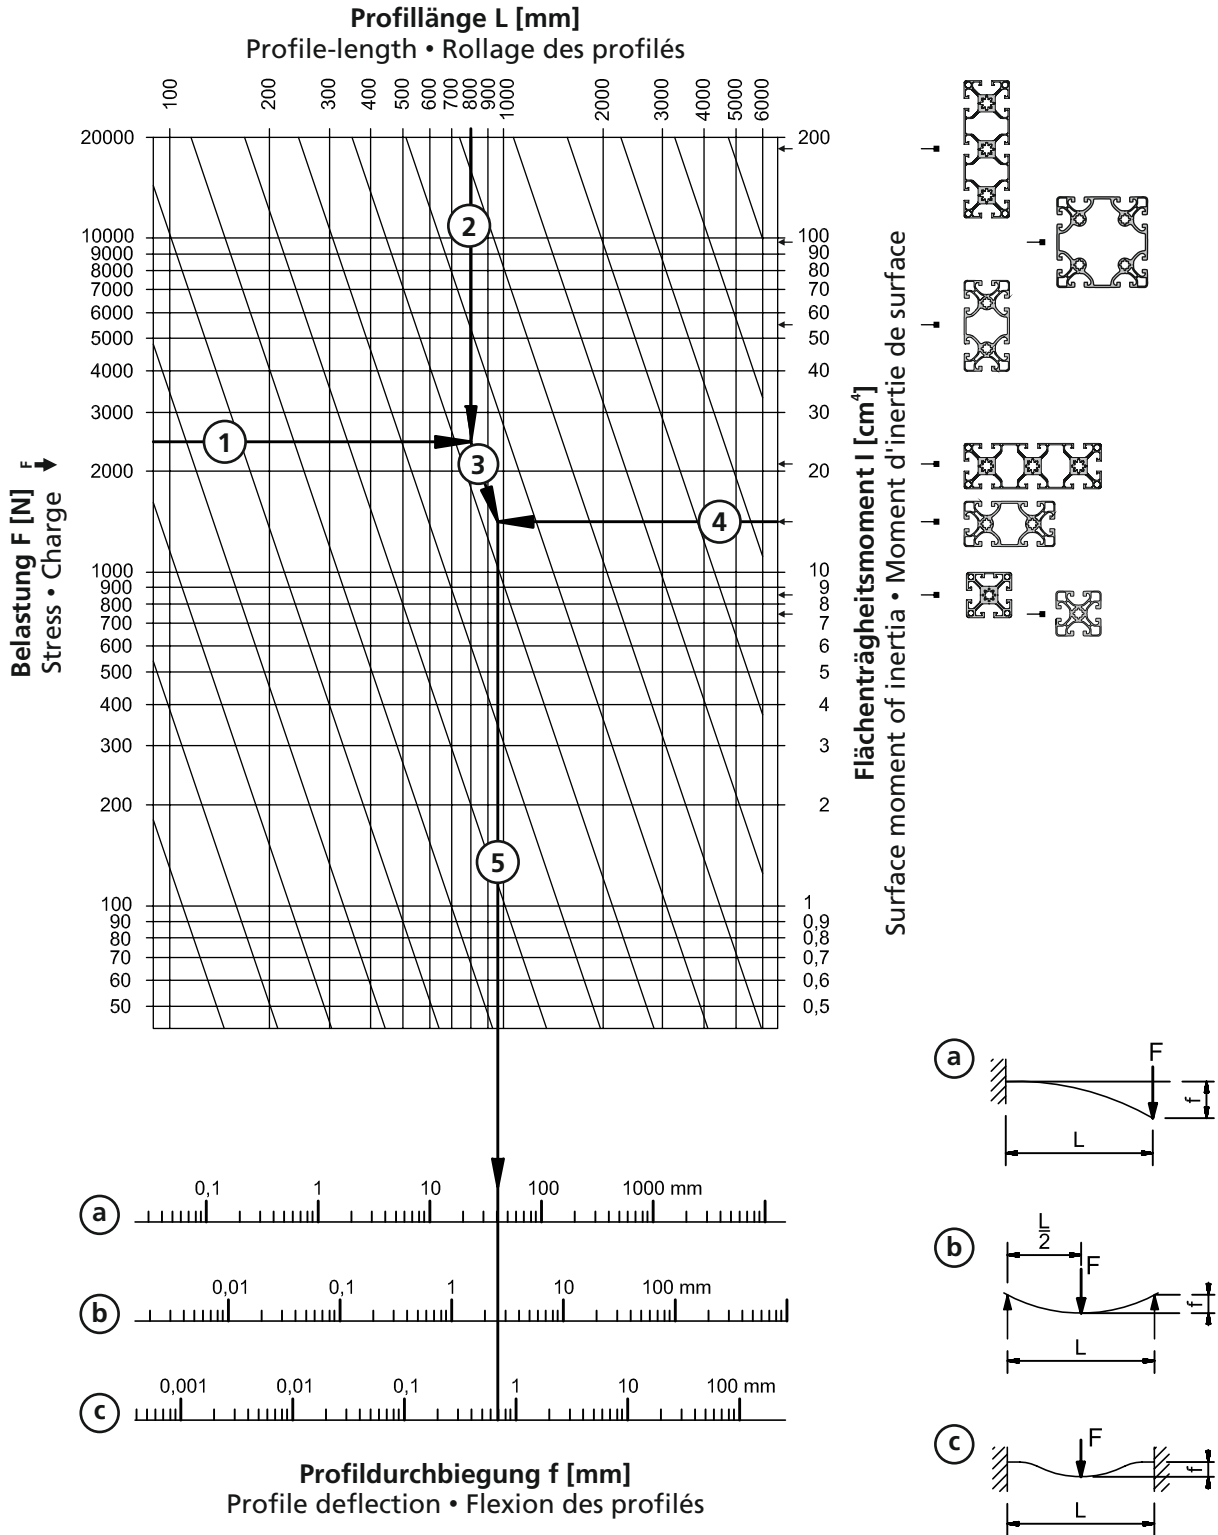 Profillänge L [mm]
Profile-length • Rollage des profilés
100 200 300 400 500 600 700 800 900 1000 2000 3000 4000 5000 6000
20000 200
10000 100
9000 90
8000 80
7000 70
6000 60
5000 50
4000 40
3000 30
2000 20
1000 10
900 9
800 8
700 7
600 6
500 5
400 4
300 3
200 2
100 1
90 0,9
80 0,8
70 0,7
60 0,6
50 0,5
Belastung F [N]
Stress • Charge
F
Flächenträgheitsmoment I [cm⁴]
Surface moment of inertia • Moment d'inertie de surface
2
1
3
4
5
a 0,1 1 10 100 1000 mm
b 0,01 0,1 1 10 100 mm
c 0,001 0,01 0,1 1 10 100 mm
Profildurchbiegung f [mm]
Profile deflection • Flexion des profilés
a
F
f
L
b
L
2
F
f
L
c
F
f
L